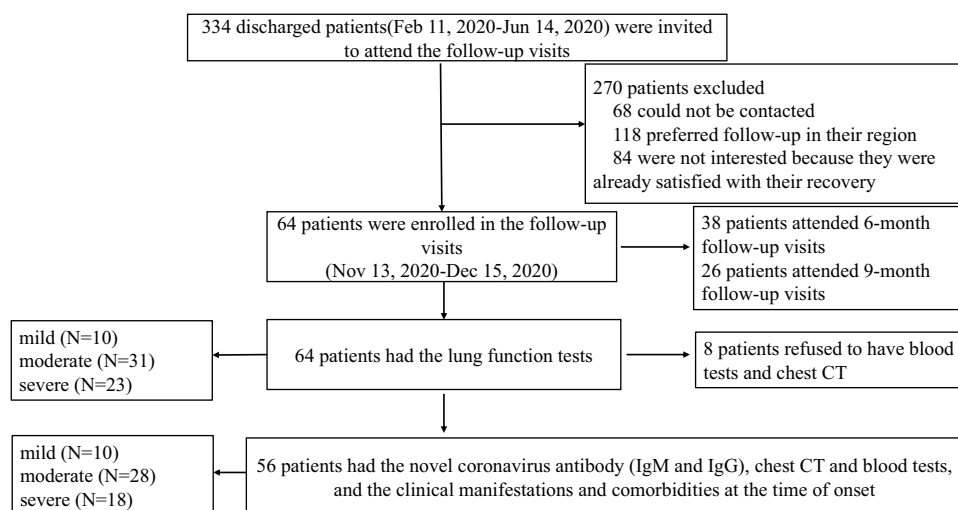 334 discharged patients(Feb 11, 2020-Jun 14, 2020) were invited
to attend the follow-up visits
270 patients excluded
68 could not be contacted
118 preferred follow-up in their region
84 were not interested because they were
already satisfied with their recovery
64 patients were enrolled in the follow-up
visits
(Nov 13, 2020-Dec 15, 2020)
38 patients attended 6-month
follow-up visits
26 patients attended 9-month
follow-up visits
mild (N=10)
moderate (N=31)
severe (N=23)
64 patients had the lung function tests
8 patients refused to have blood
tests and chest CT
mild (N=10)
moderate (N=28)
severe (N=18)
56 patients had the novel coronavirus antibody (IgM and IgG), chest CT and blood tests,
and the clinical manifestations and comorbidities at the time of onset